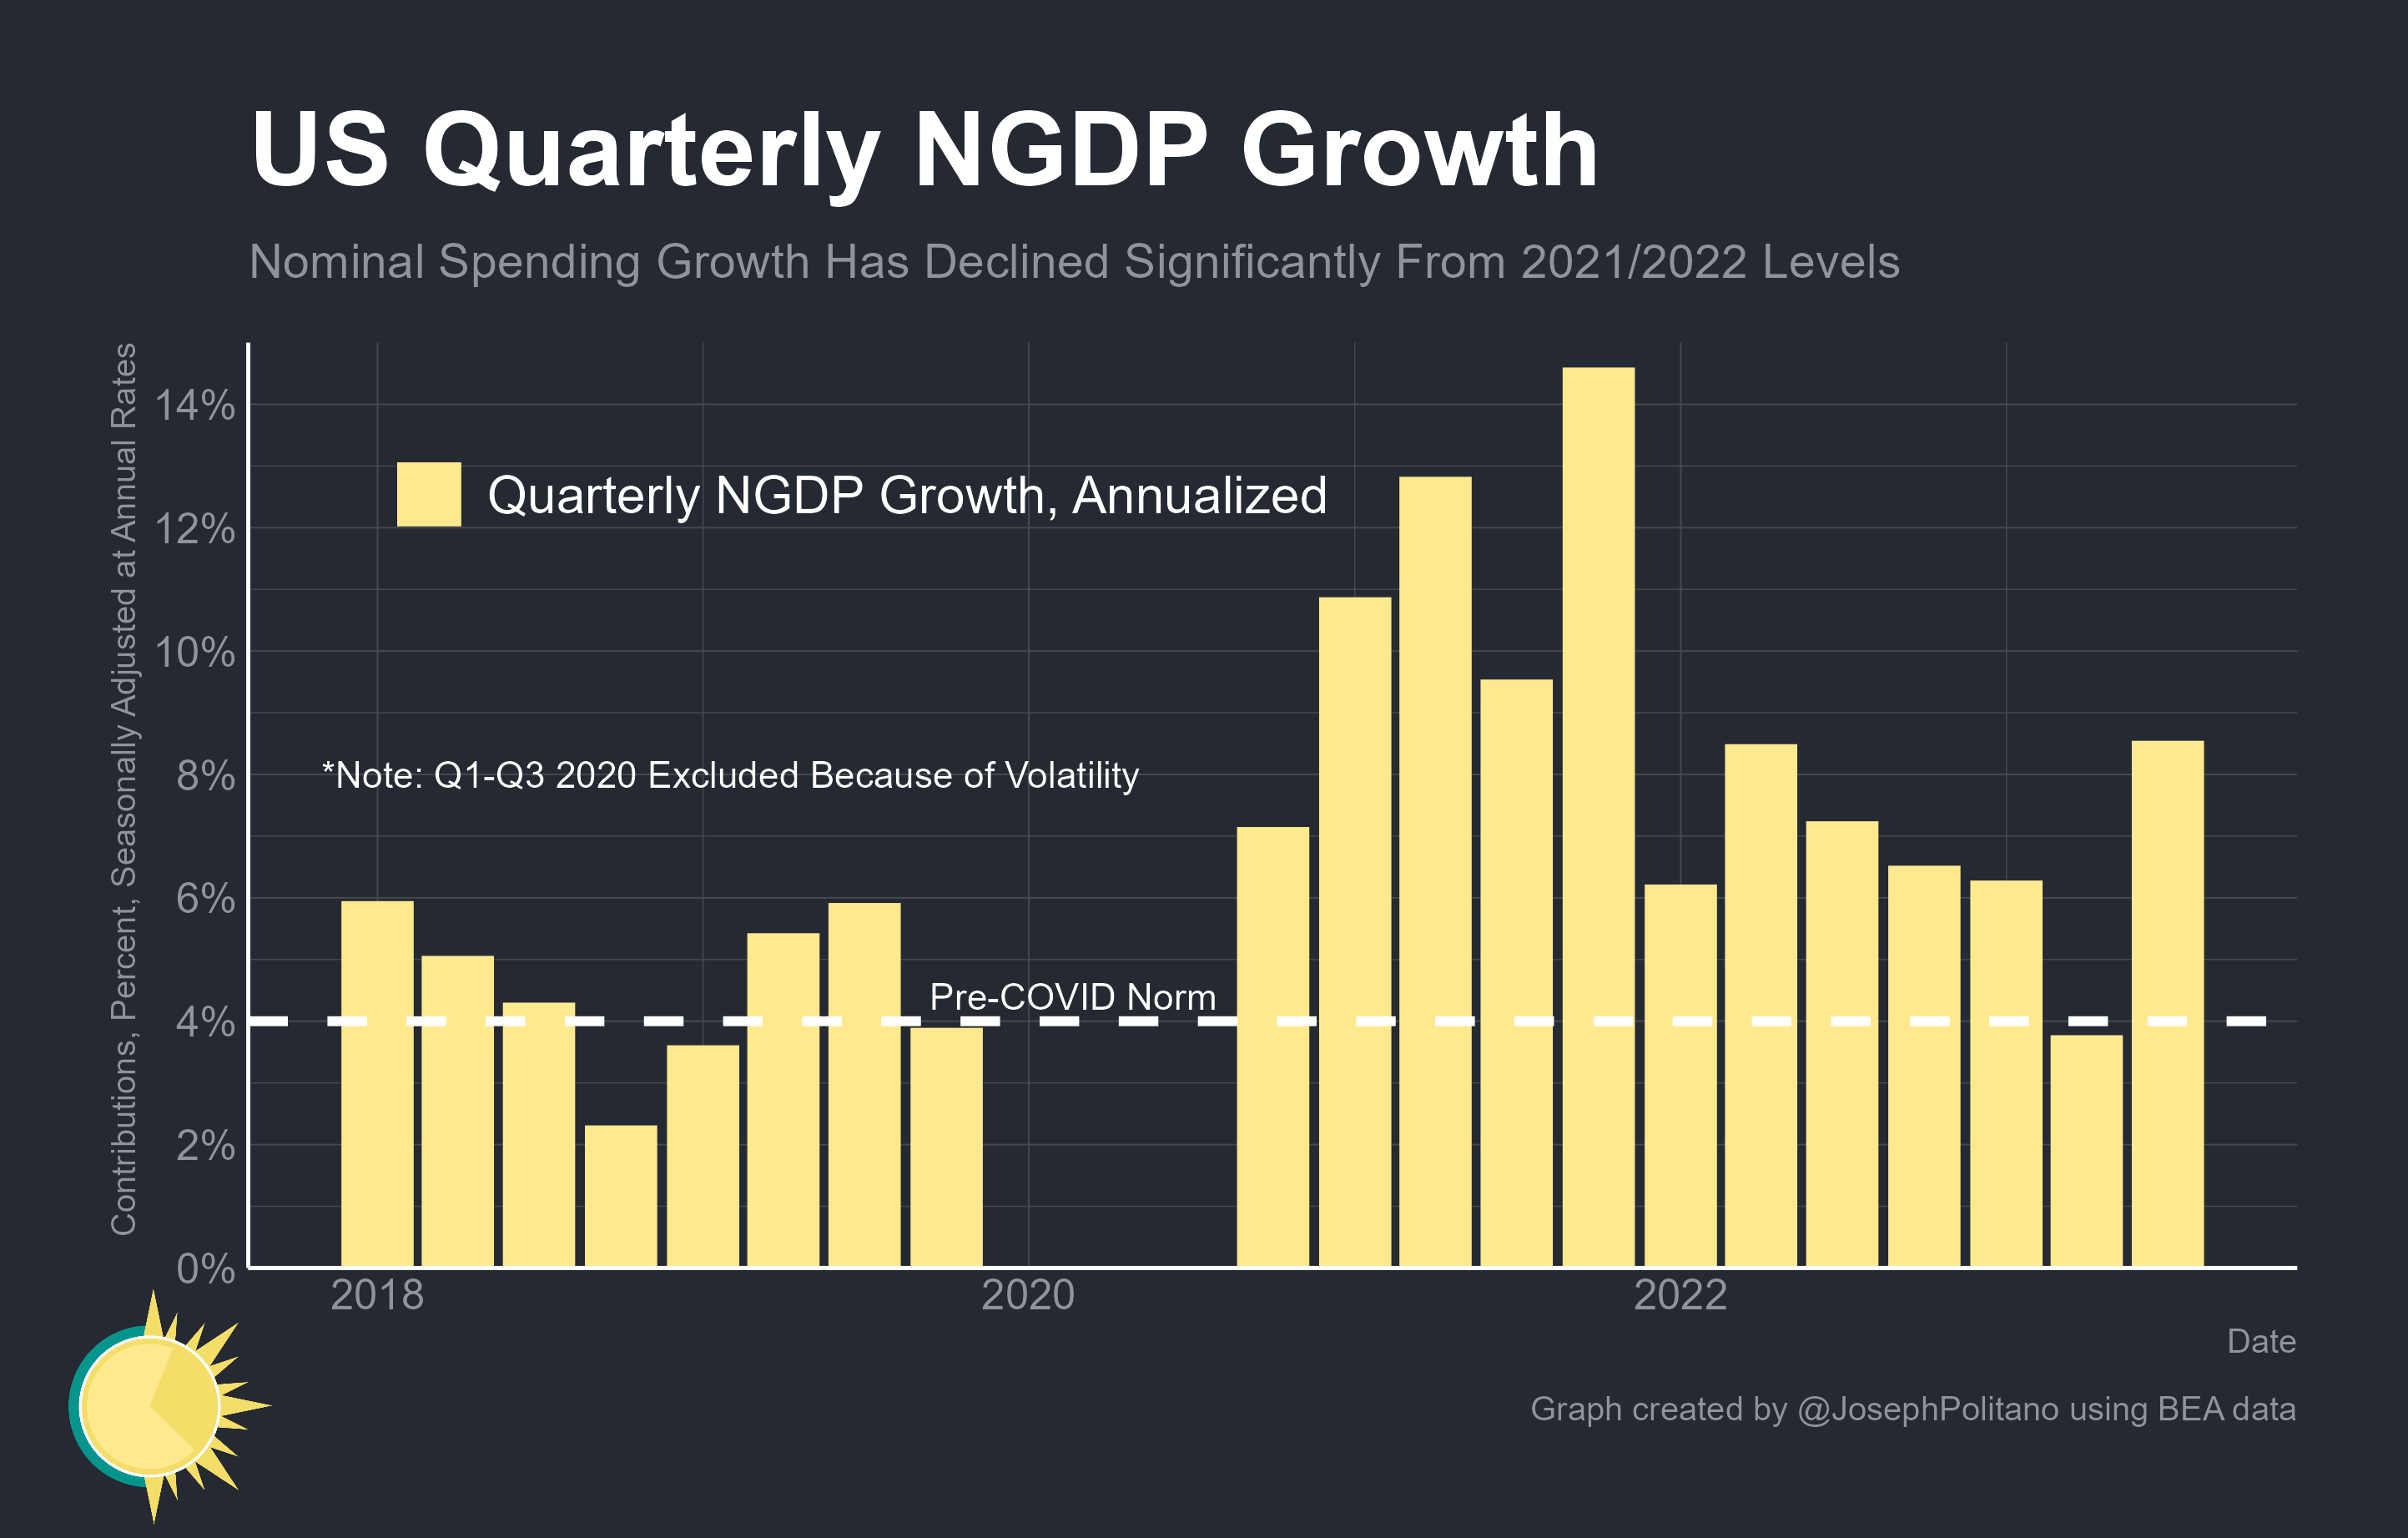 US Quarterly NGDP Growth
Nominal Spending Growth Has Declined Significantly From 2021/2022 Levels
Contributions, Percent, Seasonally Adjusted at Annual Rates
14%
12%
10%
8%
6%
4%
2%
0%
Quarterly NGDP Growth, Annualized
*Note: Q1-Q3 2020 Excluded Because of Volatility
Pre-COVID Norm
2018
2020
2022
Date
Graph created by @JosephPolitano using BEA data